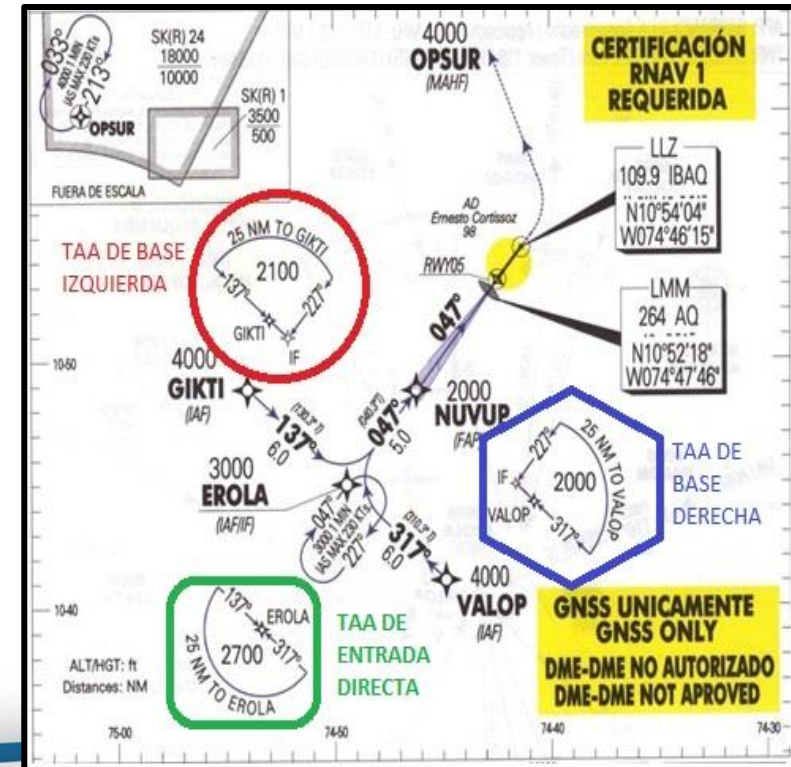 033°
4000 1 MIN
IAS MAX 230 KTs
213°
OPSUR
SK(R) 24
18000
10000
SK(R) 1
3500
500
FUERA DE ESCALA
4000
OPSUR
(MAHF)
CERTIFICACIÓN
RNAV 1
REQUERIDA
LLZ
109.9 IBAQ
N10°54'04"
W074°46'15"
AD
Ernesto Cortissoz
98
RWY05
LMM
264 AQ
N10°52'18"
W074°47'46"
TAA DE BASE
IZQUIERDA
25 NM TO GIKTI
2100
137°
227°
GIKTI
IF
10-50
4000
GIKTI
(IAF)
137°
6.0
047°
047°
5.0
2000
NUVUP
(FAP)
3000
EROLA
(IAF/IF)
047°
3000 1 MIN
IAS MAX 230 KTs
227°
317°
6.0
4000
VALOP
(IAF)
227°
25 NM TO VALOP
IF
2000
VALOP
317°
TAA DE
BASE
DERECHA
10-40
137°
EROLA
2700
317°
25 NM TO EROLA
TAA DE
ENTRADA
DIRECTA
ALT/HGT: ft
Distances: NM
GNSS UNICAMENTE
GNSS ONLY
DME-DME NO AUTORIZADO
DME-DME NOT APROVED
75-00
74-50
74-40
74-30